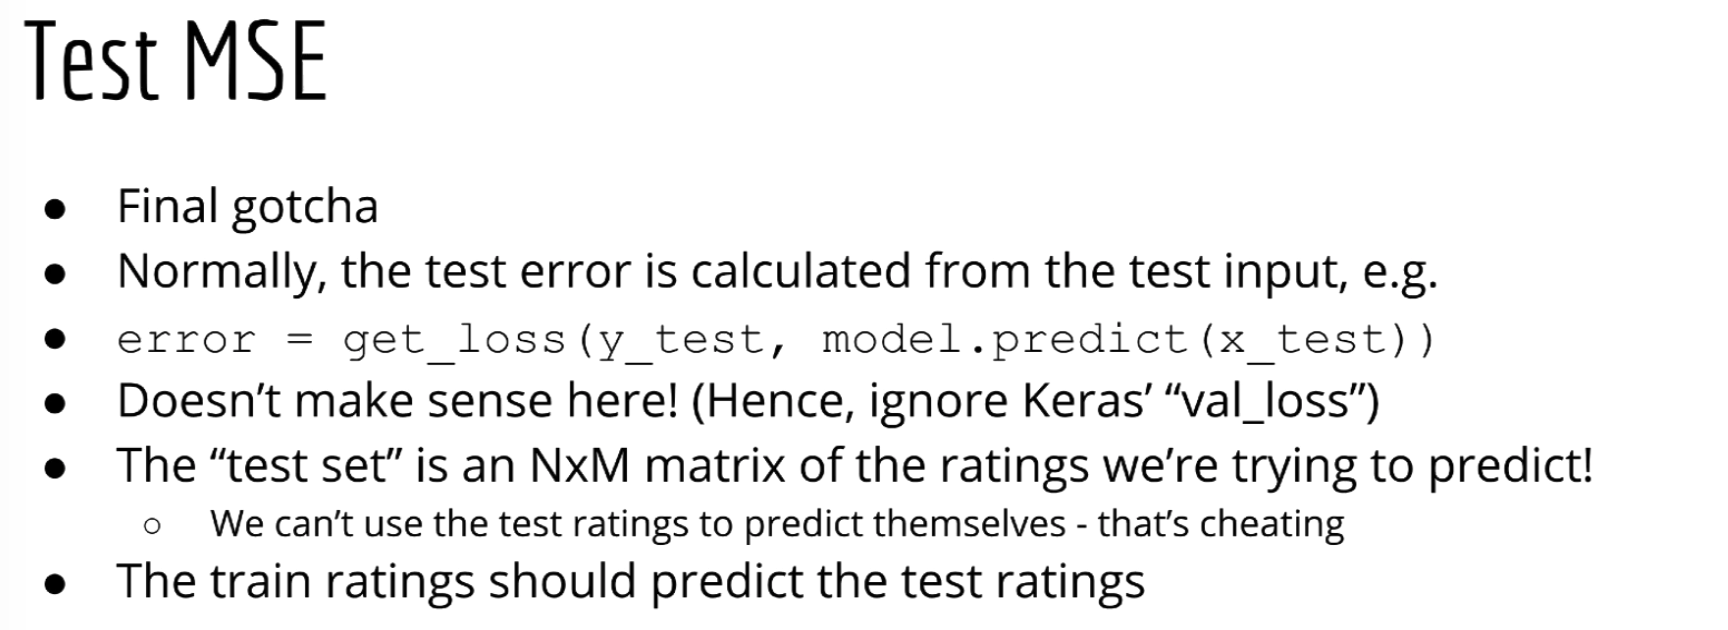 Test MSE
● Final gotcha
● Normally, the test error is calculated from the test input, e.g.
● error = get_loss(y_test, model.predict(x_test))
● Doesn’t make sense here! (Hence, ignore Keras’ “val_loss”)
● The “test set” is an NxM matrix of the ratings we’re trying to predict!
○ We can’t use the test ratings to predict themselves - that’s cheating
● The train ratings should predict the test ratings